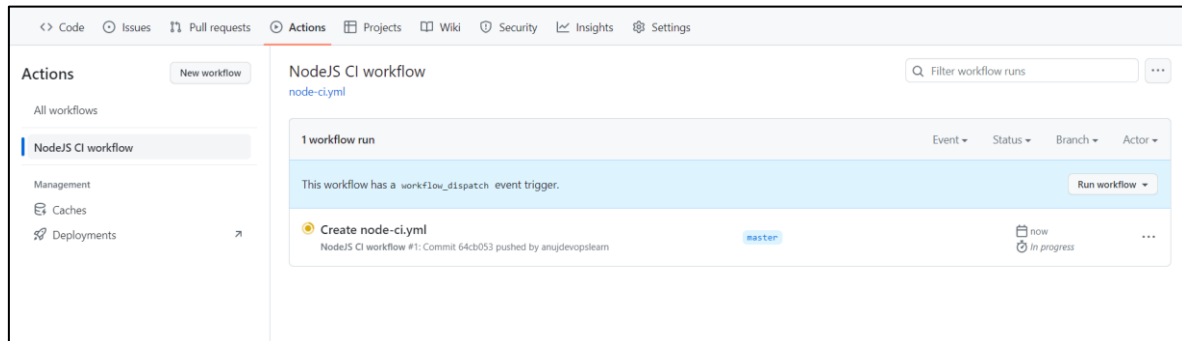 Code Issues Pull requests Actions Projects Wiki Security Insights Settings
Actions New workflow
All workflows
NodeJS CI workflow
Management
Caches
Deployments
NodeJS CI workflow
node-ci.yml
Filter workflow runs
1 workflow run Event Status Branch Actor
This workflow has a workflow_dispatch event trigger. Run workflow
Create node-ci.yml
NodeJS CI workflow #1: Commit 64cb053 pushed by anujdevopslearn
master
now
In progress